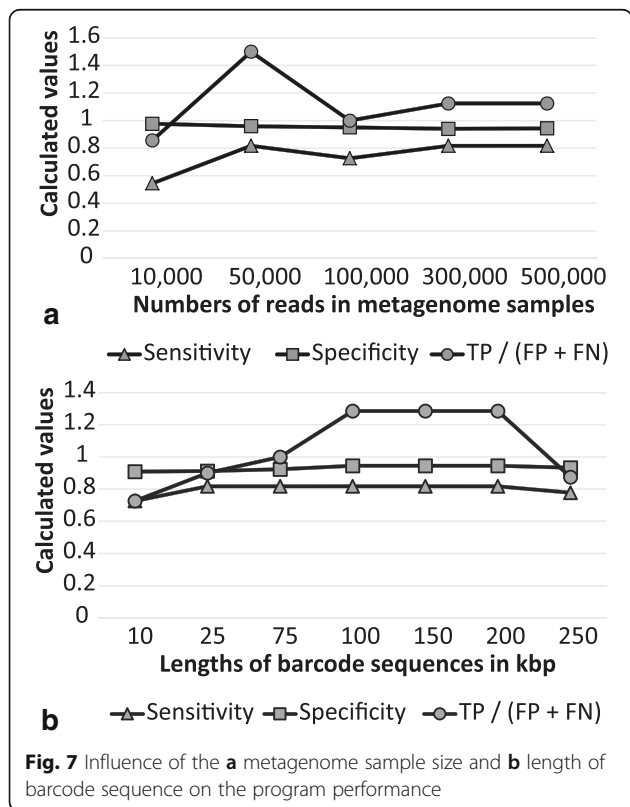 1.6
1.4
1.2
1
0.8
0.6
0.4
0.2
0
Calculated values
10,000 50,000 100,000 300,000 500,000
Numbers of reads in metagenome samples
a
Sensitivity Specificity TP / (FP + FN)
1.4
1.2
1
0.8
0.6
0.4
0.2
0
Calculated values
10 25 75 100 150 200 250
Lengths of barcode sequences in kbp
b
Sensitivity Specificity TP / (FP + FN)
Fig. 7 Influence of the a metagenome sample size and b length of
barcode sequence on the program performance